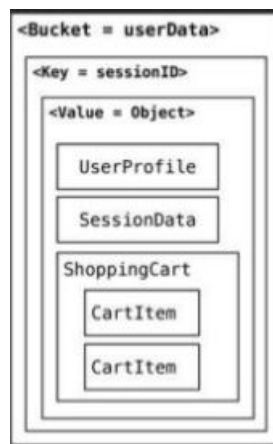 <Bucket = userData>
<Key = sessionID>
<Value = Object>
UserProfile
SessionData
ShoppingCart
CartItem
CartItem